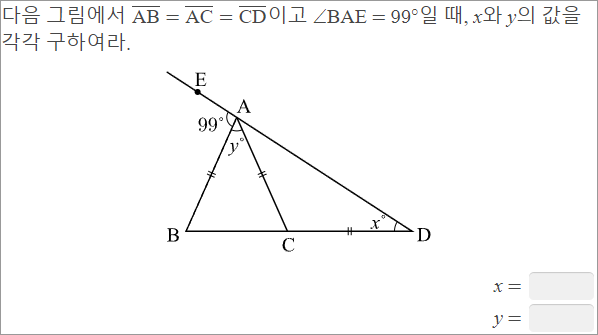 다음 그림에서 AB = AC = CD이고 ∠BAE = 99°일 때, x와 y의 값을
각각 구하여라.
E
A
99°
y°
B
C
x°
D
x =
y =